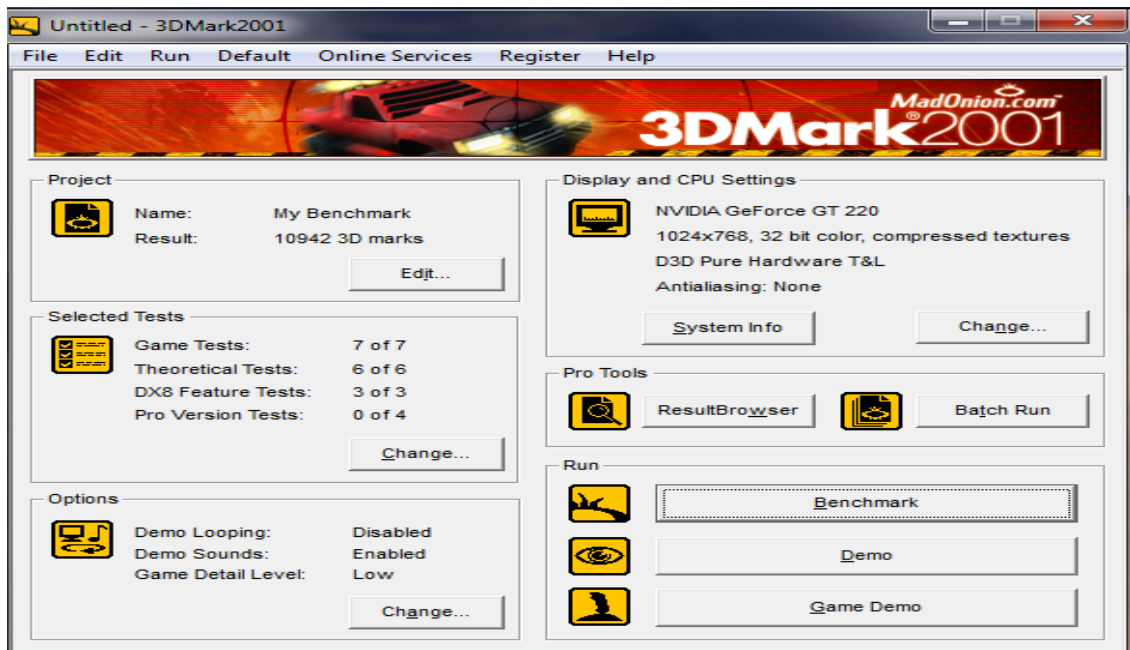 Untitled - 3DMark2001
File Edit Run Default Online Services Register Help
MadOnion.com™
3DMark®2001
Project
Name: My Benchmark
Result: 10942 3D marks
Edit...
Selected Tests
Game Tests: 7 of 7
Theoretical Tests: 6 of 6
DX8 Feature Tests: 3 of 3
Pro Version Tests: 0 of 4
Change...
Options
Demo Looping: Disabled
Demo Sounds: Enabled
Game Detail Level: Low
Change...
Display and CPU Settings
NVIDIA GeForce GT 220
1024x768, 32 bit color, compressed textures
D3D Pure Hardware T&L
Antialiasing: None
System Info Change...
Pro Tools
ResultBrowser Batch Run
Run
Benchmark
Demo
Game Demo